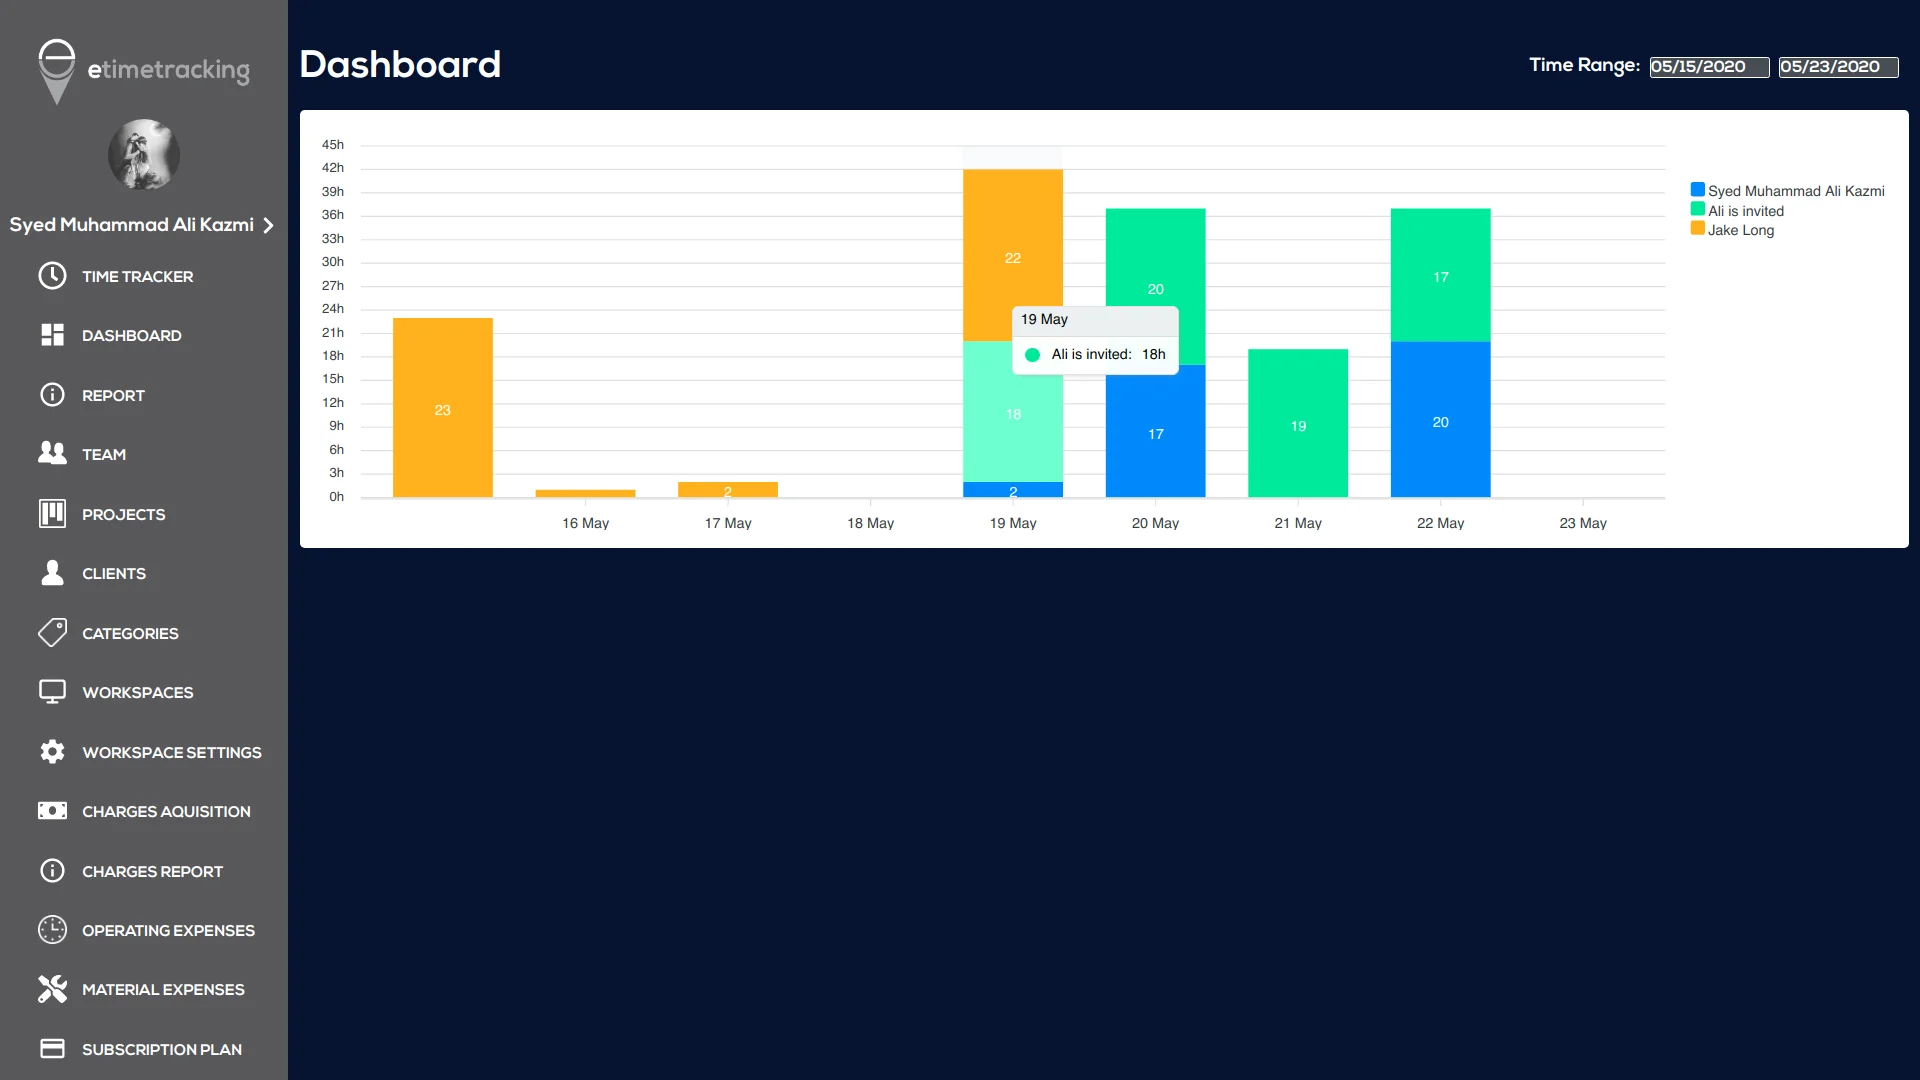 etimetracking
Syed Muhammad Ali Kazmi
TIME TRACKER
DASHBOARD
REPORT
TEAM
PROJECTS
CLIENTS
CATEGORIES
WORKSPACES
WORKSPACE SETTINGS
CHARGES AQUISITION
CHARGES REPORT
OPERATING EXPENSES
MATERIAL EXPENSES
SUBSCRIPTION PLAN
Dashboard
Time Range: 05/15/2020 05/23/2020
45h
42h
39h
36h
33h
30h
27h
24h
21h
18h
15h
12h
9h
6h
3h
0h
23
2
22
18
2
20
17
19
17
20
19 May
Ali is invited: 18h
16 May 17 May 18 May 19 May 20 May 21 May 22 May 23 May
Syed Muhammad Ali Kazmi
Ali is invited
Jake Long